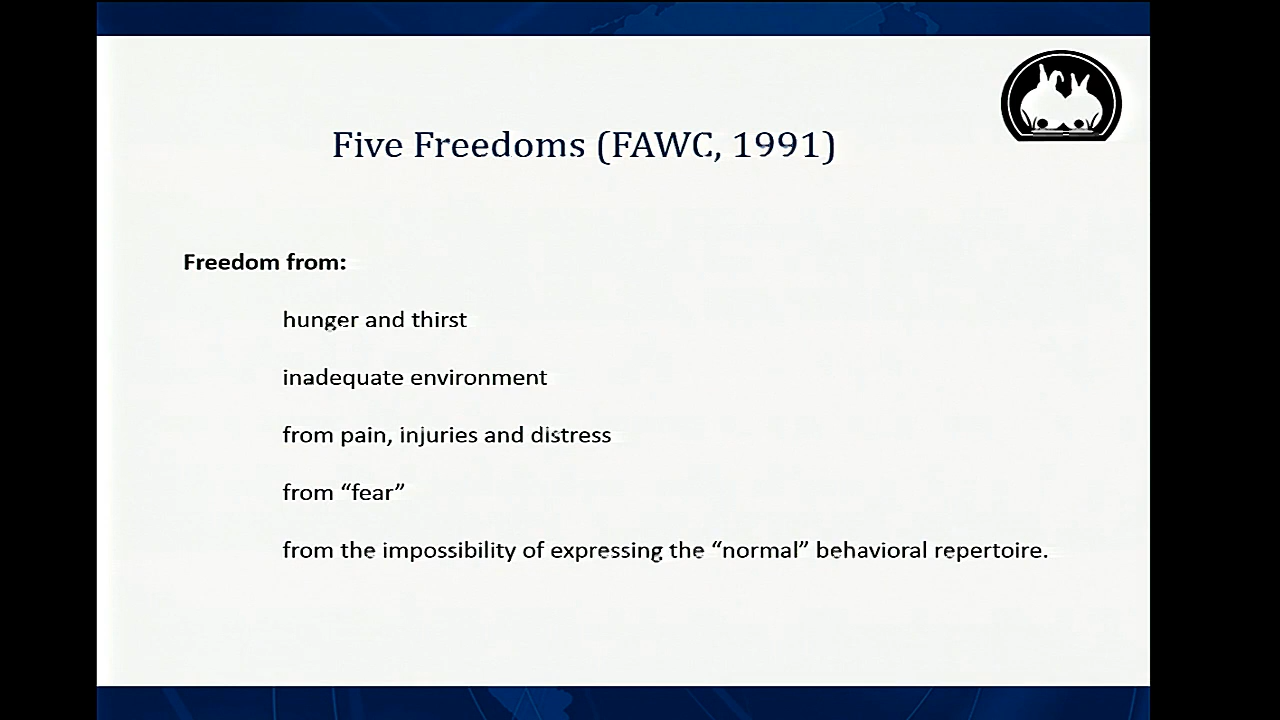 Five Freedoms (FAWC, 1991)
Freedom from:
hunger and thirst
inadequate environment
from pain, injuries and distress
from “fear”
from the impossibility of expressing the “normal” behavioral repertoire.